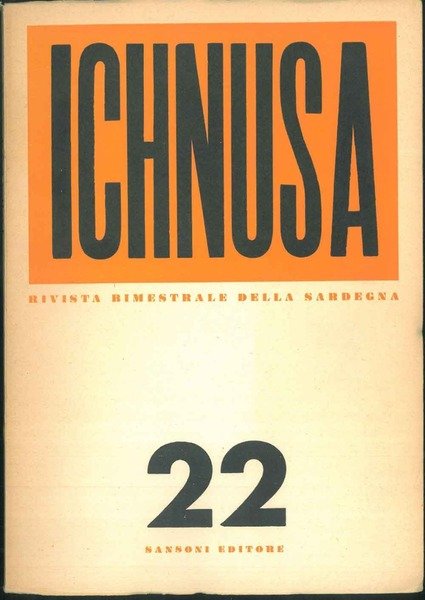 ICHNUSA
RIVISTA BIMESTRALE DELLA SARDEGNA
22
SANSONI EDITORE